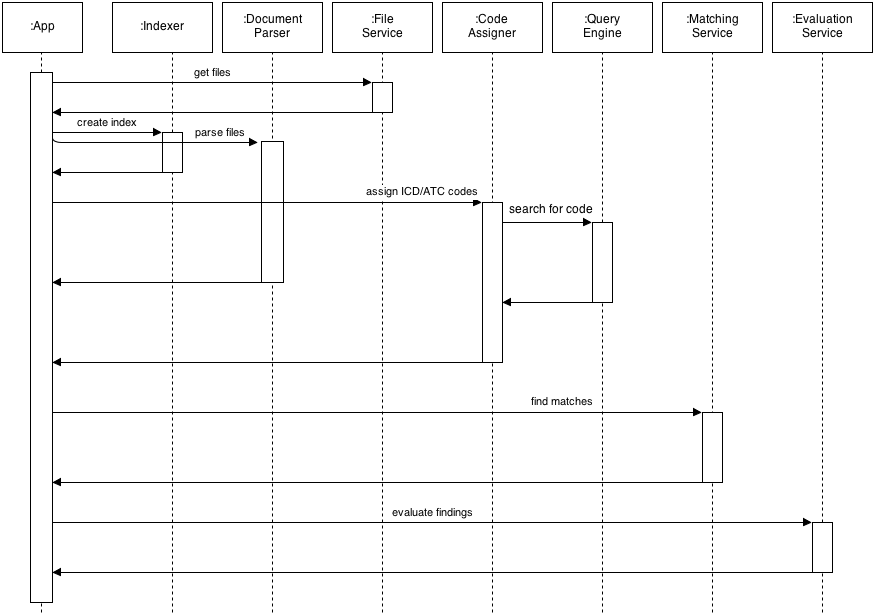 :App
:Indexer
:Document
Parser
:File
Service
:Code
Assigner
:Query
Engine
:Matching
Service
:Evaluation
Service
get files
create index
parse files
assign ICD/ATC codes
search for code
find matches
evaluate findings